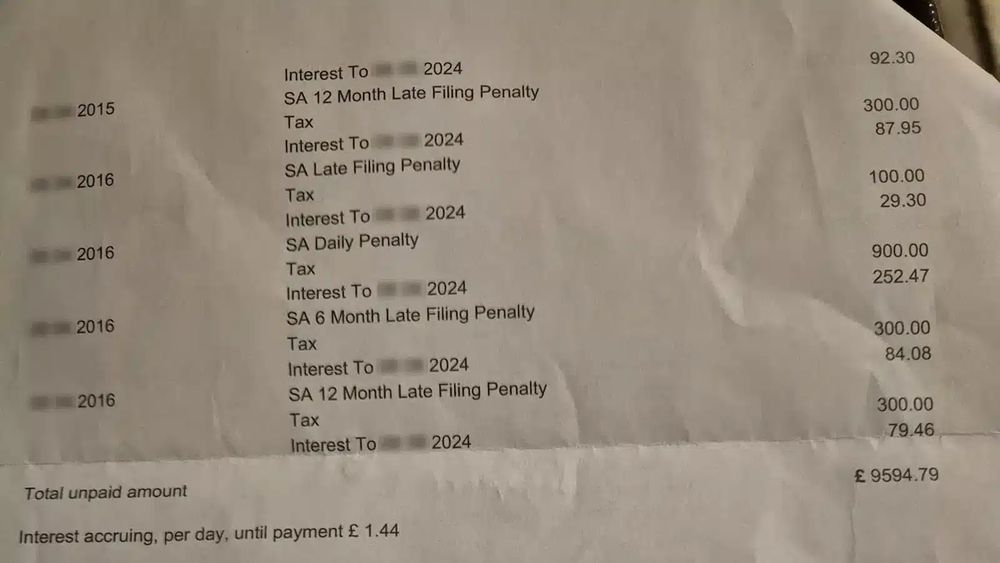 Interest To 2024 92.30
2015 SA 12 Month Late Filing Penalty
Tax 300.00
Interest To 2024 87.95
2016 SA Late Filing Penalty
Tax 100.00
Interest To 2024 29.30
2016 SA Daily Penalty
Tax 900.00
Interest To 2024 252.47
2016 SA 6 Month Late Filing Penalty
Tax 300.00
Interest To 2024 84.08
2016 SA 12 Month Late Filing Penalty
Tax 300.00
Interest To 2024 79.46
Total unpaid amount £ 9594.79
Interest accruing, per day, until payment £ 1.44